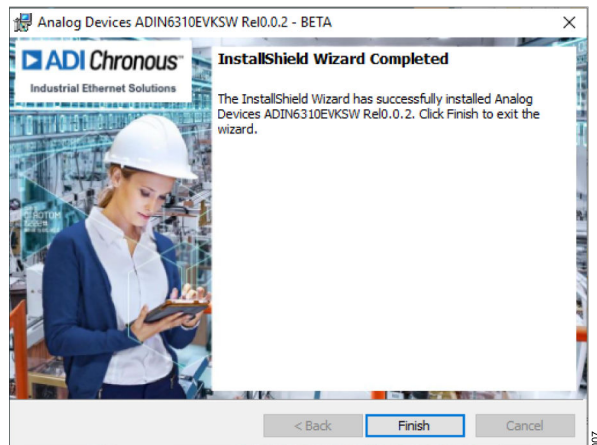 Analog Devices ADIN6310EVKSW Rel0.0.2 - BETA
ADI Chronous™
Industrial Ethernet Solutions
InstallShield Wizard Completed
The InstallShield Wizard has successfully installed Analog
Devices ADIN6310EVKSW Rel0.0.2. Click Finish to exit the
wizard.
< Back
Finish
Cancel